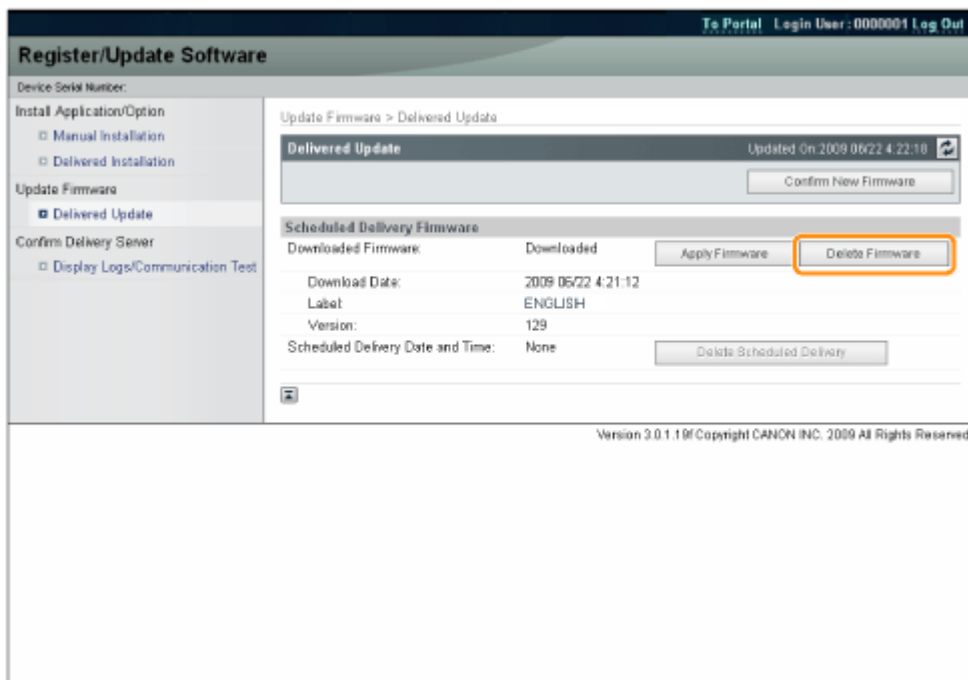 To Portal Login User : 0000001 Log Out
Register/Update Software
Device Serial Number:
Install Application/Option
Manual Installation
Delivered Installation
Update Firmware
Delivered Update
Confirm Delivery Server
Display Logs/Communication Test
Update Firmware > Delivered Update
Delivered Update Updated On:2009 06/22 4:22:18
Confirm New Firmware
Scheduled Delivery Firmware
Downloaded Firmware: Downloaded Apply Firmware Delete Firmware
Download Date: 2009 06/22 4:21:12
Label: ENGLISH
Version: 129
Scheduled Delivery Date and Time: None Delete Scheduled Delivery
Version 3.0.1.19f Copyright CANON INC. 2009 All Rights Reserved